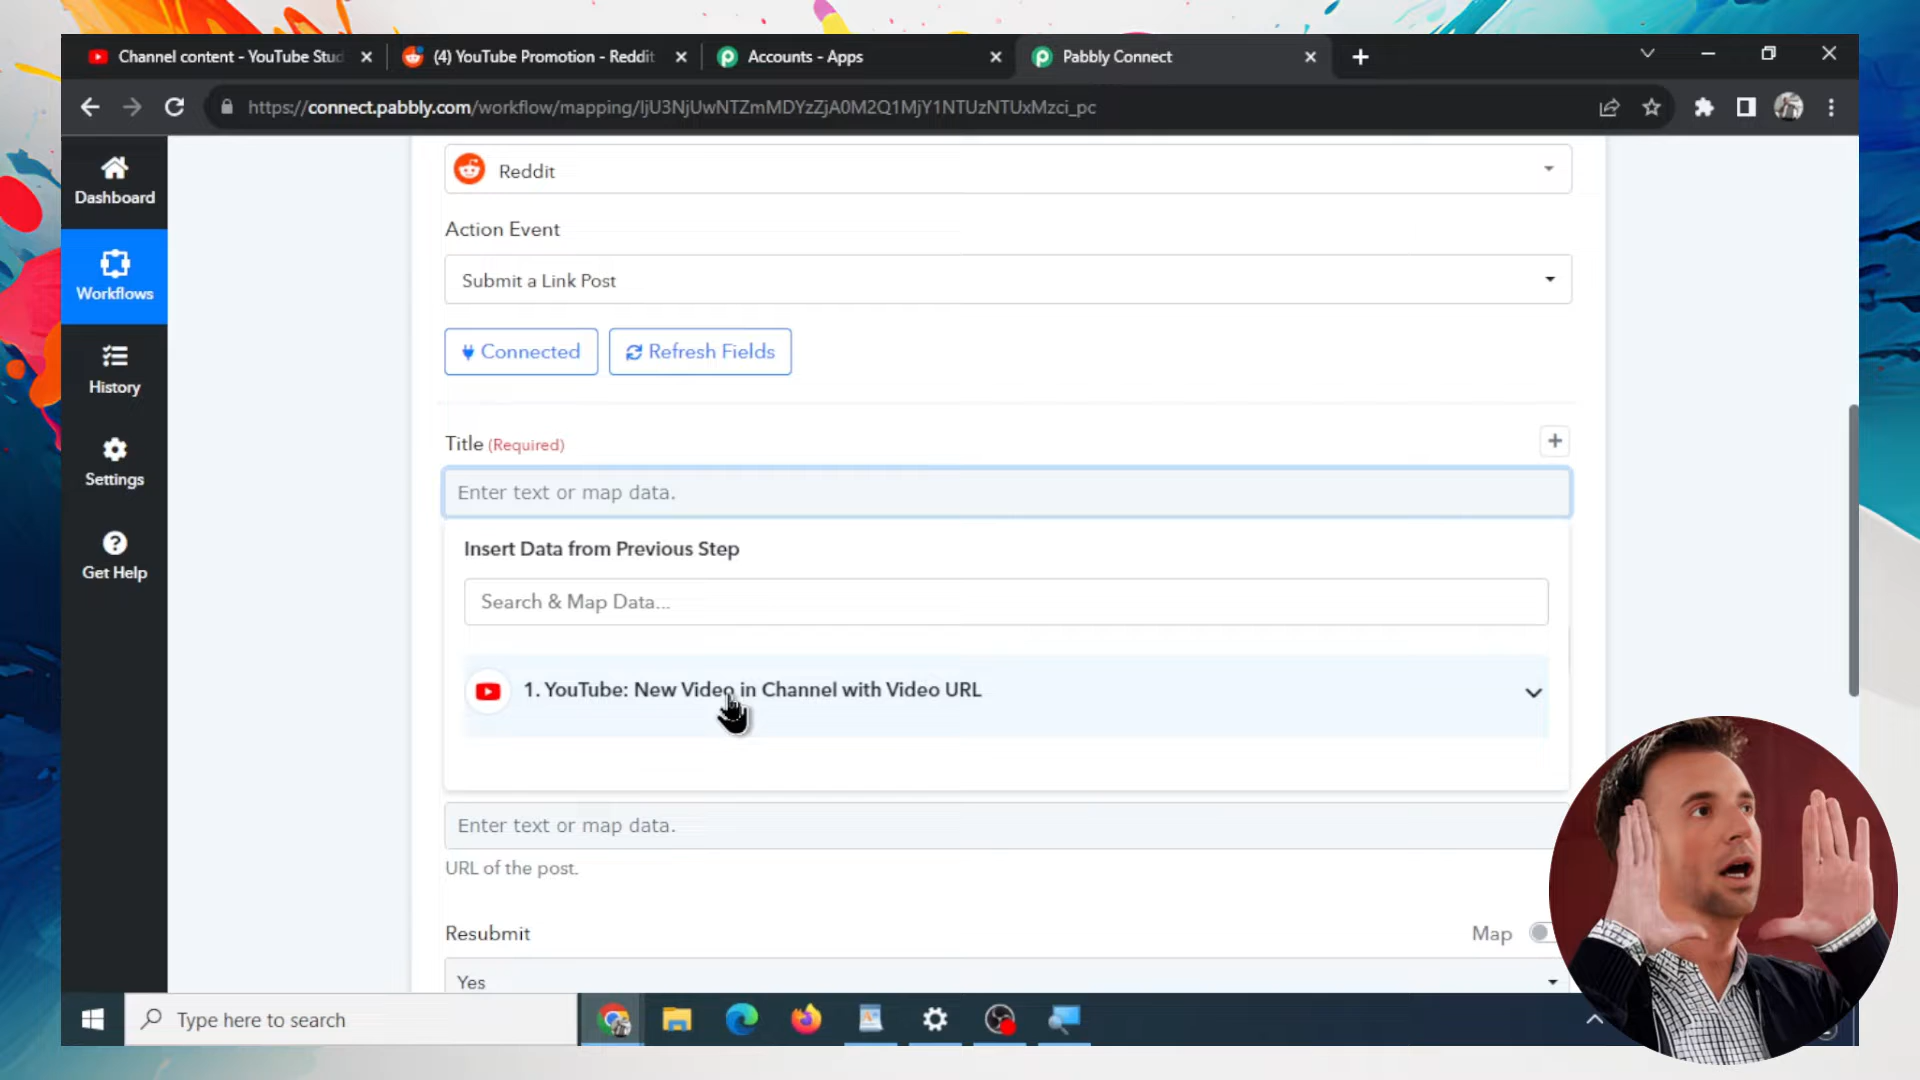 Channel content - YouTube Stud
(4) YouTube Promotion - Reddit
Accounts - Apps
Pabbly Connect
https://connect.pabbly.com/workflow/mapping/IjU3NjUwNTZmMDYzZjA0M2Q1MjY1NTUzNTUxMzci_pc
Dashboard
Workflows
History
Settings
Get Help
Reddit
Action Event
Submit a Link Post
Connected
Refresh Fields
Title (Required)
Enter text or map data.
Insert Data from Previous Step
Search & Map Data...
1. YouTube: New Video in Channel with Video URL
Enter text or map data.
URL of the post.
Resubmit
Map
Yes
Type here to search